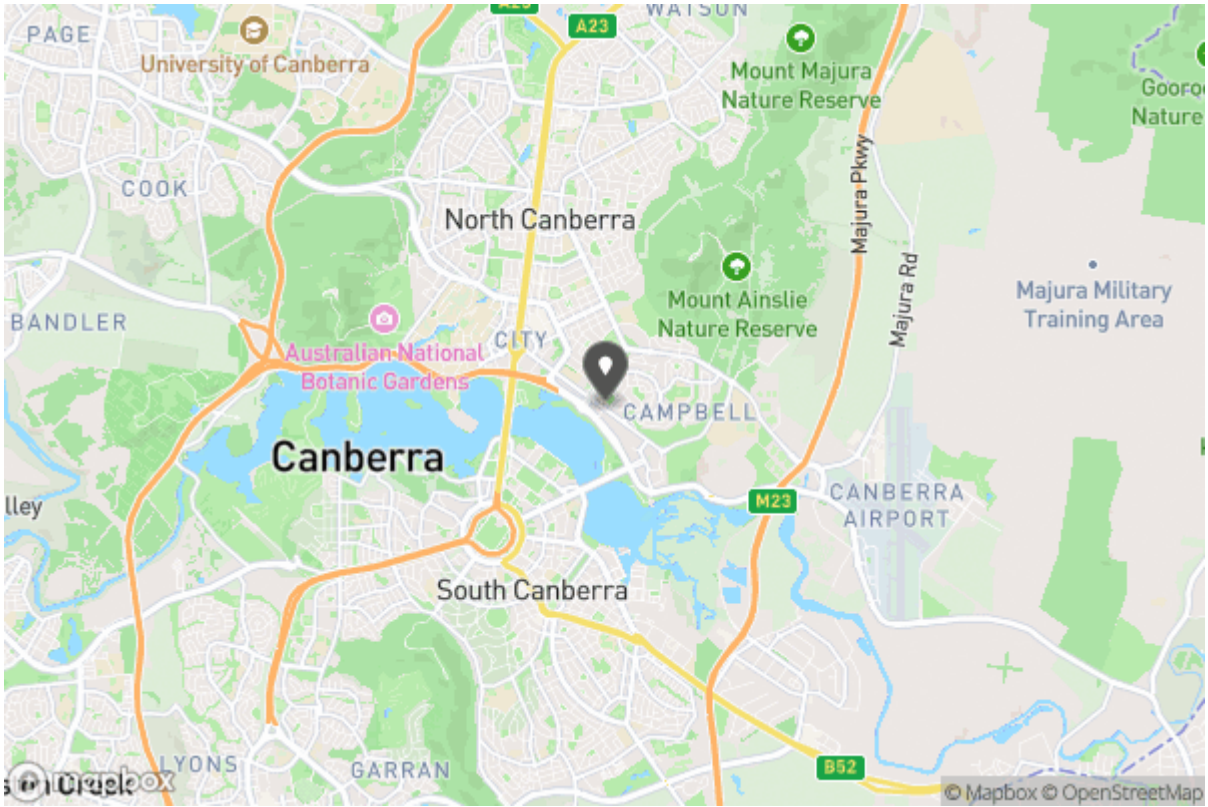 A23
WATSON
PAGE
A23
University of Canberra
Mount Majura
Nature Reserve
Nature
COOK
Majura Pkwy
North Canberra
Majura Rd
Mount Ainslie
Nature Reserve
Majura Military
Training Area
BANDLER
CITY
Australian National
Botanic Gardens
CAMPBELL
Canberra
lley
M23
CANBERRA
AIRPORT
South Canberra
LYONS
GARRAN
B52
Creek
mapbox
© Mapbox © OpenStreetMap